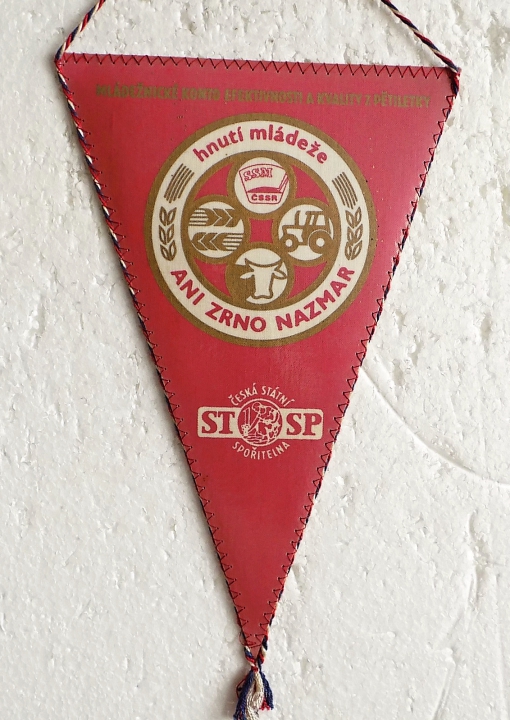 MLÁDEŽNICKÉ KONTO EFEKTIVNOSTI A KVALITY 7. PĚTILETKY
hnutí mládeže
SSM
ČSSR
ANI ZRNO NAZMAR
ČESKÁ STÁTNÍ
ST SP
SPOŘITELNA